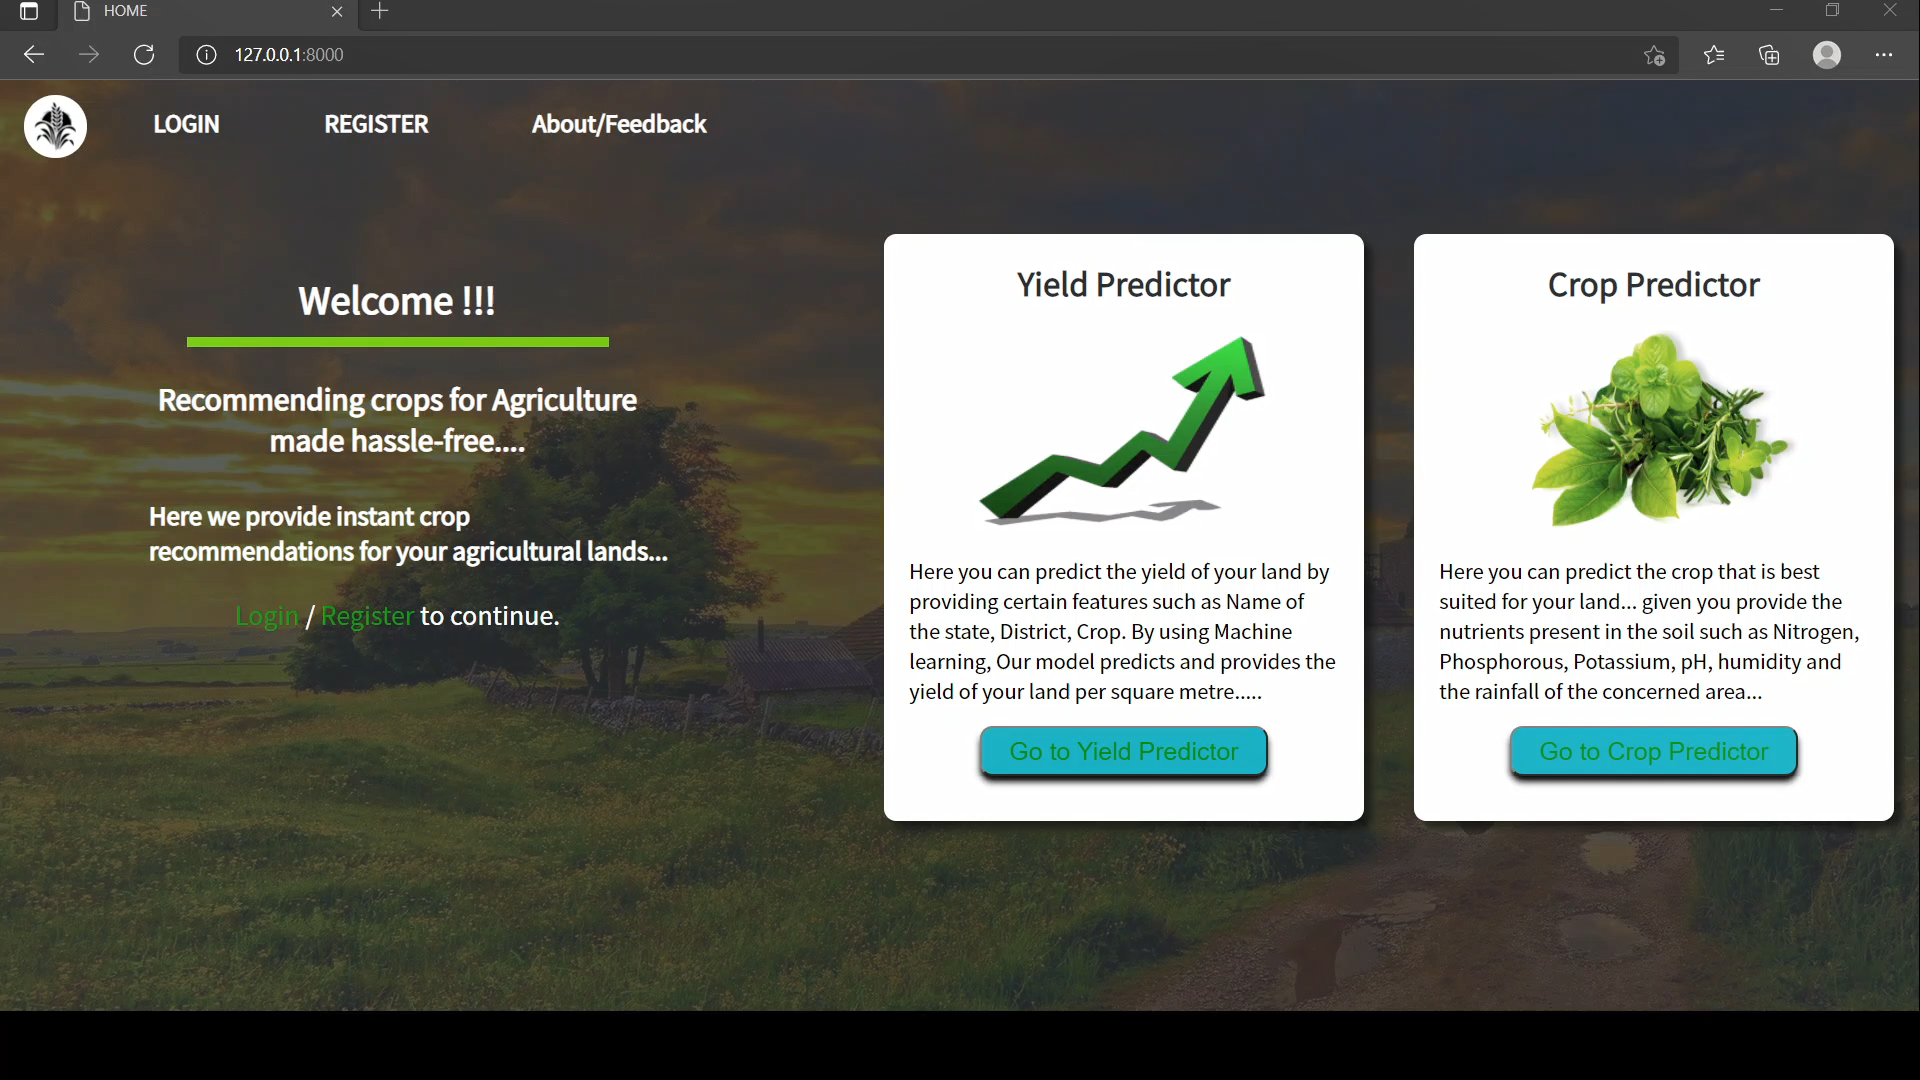 HOME
127.0.0.1:8000
LOGIN
REGISTER
About/Feedback
Welcome !!!
Recommending crops for Agriculture
made hassle-free....
Here we provide instant crop
recommendations for your agricultural lands...
Login / Register to continue.
Yield Predictor
Here you can predict the yield of your land by
providing certain features such as Name of
the state, District, Crop. By using Machine
learning, Our model predicts and provides the
yield of your land per square metre.....
Go to Yield Predictor
Crop Predictor
Here you can predict the crop that is best
suited for your land... given you provide the
nutrients present in the soil such as Nitrogen,
Phosphorous, Potassium, pH, humidity and
the rainfall of the concerned area...
Go to Crop Predictor